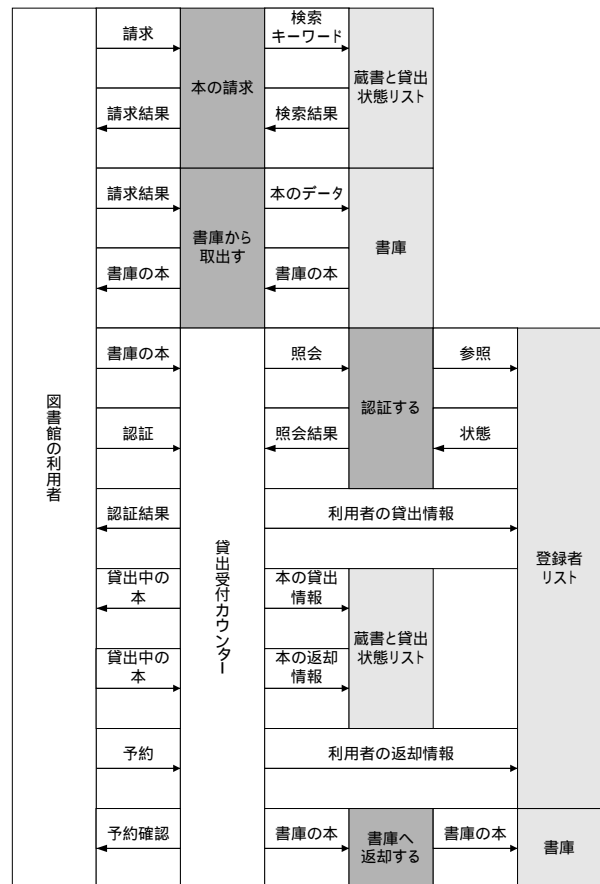 請求
検索
キーワード
本の請求
蔵書と貸出
状態リスト
請求結果
検索結果
請求結果
本のデータ
書庫から
取出す
書庫
書庫の本
書庫の本
図書館の利用者
書庫の本
照会
参照
認証する
認証
照会結果
状態
認証結果
利用者の貸出情報
貸出受付カウンター
登録者
リスト
貸出中の
本
本の貸出
情報
蔵書と貸出
状態リスト
貸出中の
本
本の返却
情報
予約
利用者の返却情報
予約確認
書庫の本
書庫へ
返却する
書庫の本
書庫